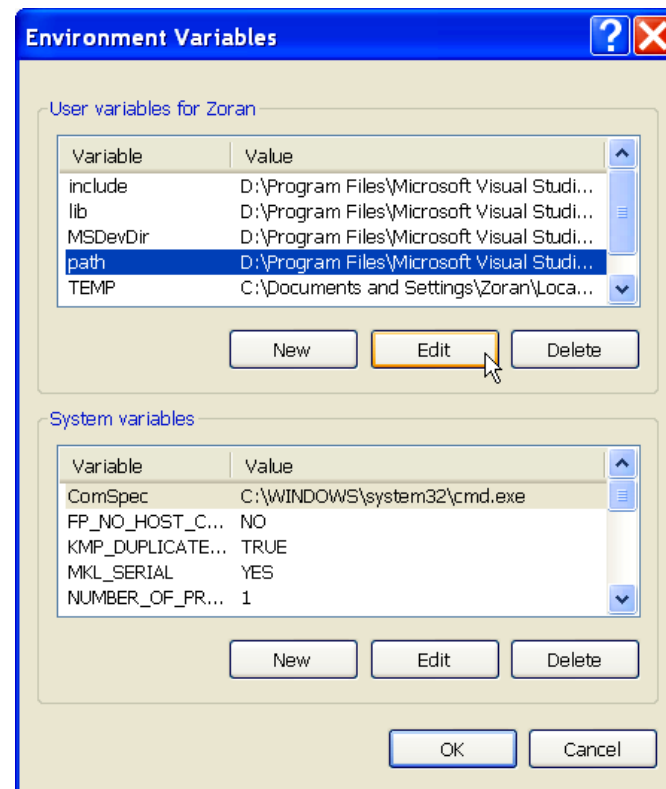 Environment Variables
User variables for Zoran
Variable Value
include D:\Program Files\Microsoft Visual Studi...
lib D:\Program Files\Microsoft Visual Studi...
MSDevDir D:\Program Files\Microsoft Visual Studi...
path D:\Program Files\Microsoft Visual Studi...
TEMP C:\Documents and Settings\Zoran\Loca...
New Edit Delete
System variables
Variable Value
ComSpec C:\WINDOWS\system32\cmd.exe
FP_NO_HOST_C... NO
KMP_DUPLICATE... TRUE
MKL_SERIAL YES
NUMBER_OF_PR... 1
New Edit Delete
OK Cancel